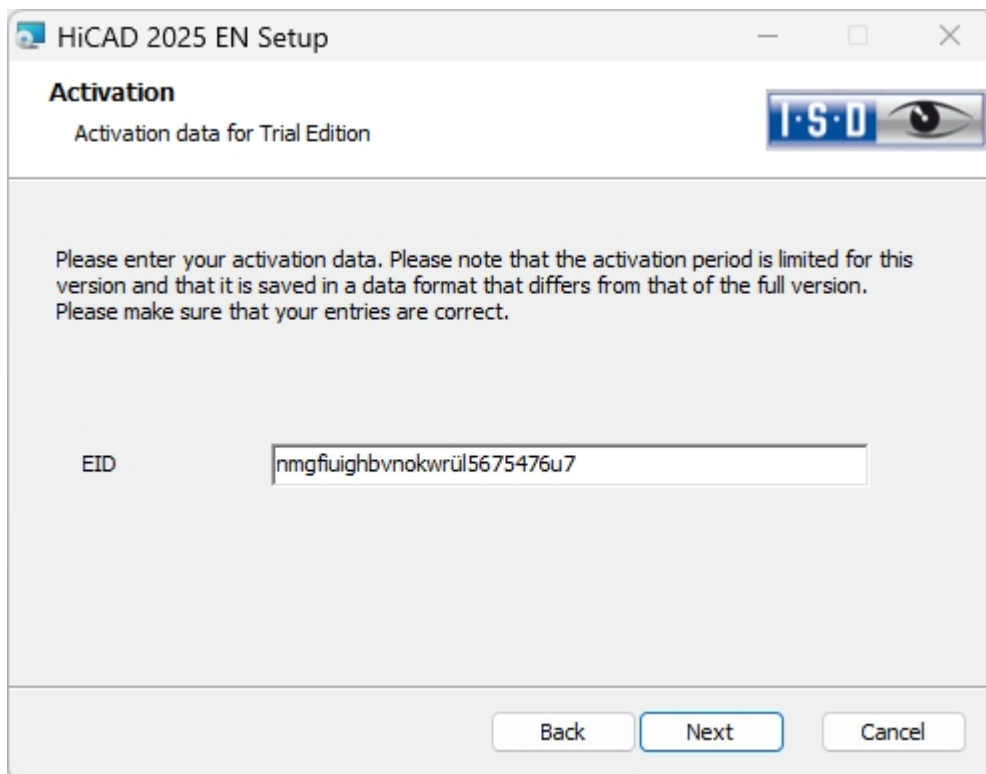 HiCAD 2025 EN Setup
Activation
Activation data for Trial Edition
I·S·D
Please enter your activation data. Please note that the activation period is limited for this
version and that it is saved in a data format that differs from that of the full version.
Please make sure that your entries are correct.
EID nmgfiuighbvnokwrül5675476u7
Back Next Cancel